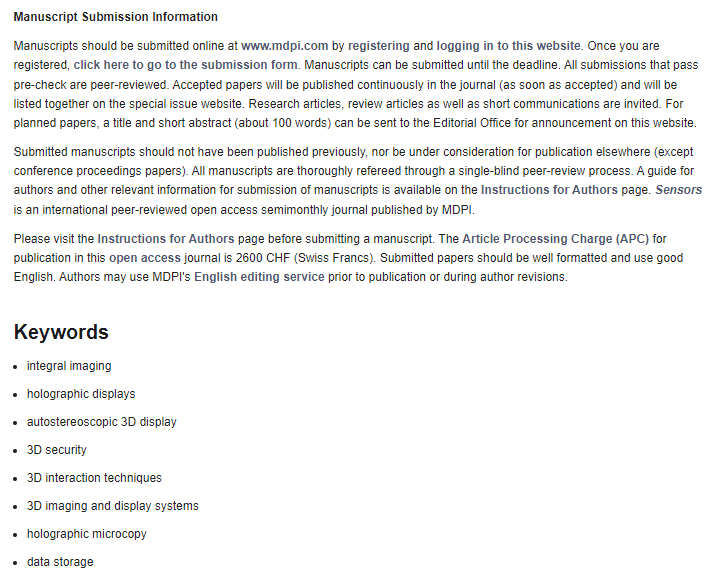 Manuscript Submission Information
Manuscripts should be submitted online at www.mdpi.com by registering and logging in to this website. Once you are
registered, click here to go to the submission form. Manuscripts can be submitted until the deadline. All submissions that pass
pre-check are peer-reviewed. Accepted papers will be published continuously in the journal (as soon as accepted) and will be
listed together on the special issue website. Research articles, review articles as well as short communications are invited. For
planned papers, a title and short abstract (about 100 words) can be sent to the Editorial Office for announcement on this website.
Submitted manuscripts should not have been published previously, nor be under consideration for publication elsewhere (except
conference proceedings papers). All manuscripts are thoroughly refereed through a single-blind peer-review process. A guide for
authors and other relevant information for submission of manuscripts is available on the Instructions for Authors page. Sensors
is an international peer-reviewed open access semimonthly journal published by MDPI.
Please visit the Instructions for Authors page before submitting a manuscript. The Article Processing Charge (APC) for
publication in this open access journal is 2600 CHF (Swiss Francs). Submitted papers should be well formatted and use good
English. Authors may use MDPI's English editing service prior to publication or during author revisions.
Keywords
• integral imaging
• holographic displays
• autostereoscopic 3D display
• 3D security
• 3D interaction techniques
• 3D imaging and display systems
• holographic microcopy
• data storage